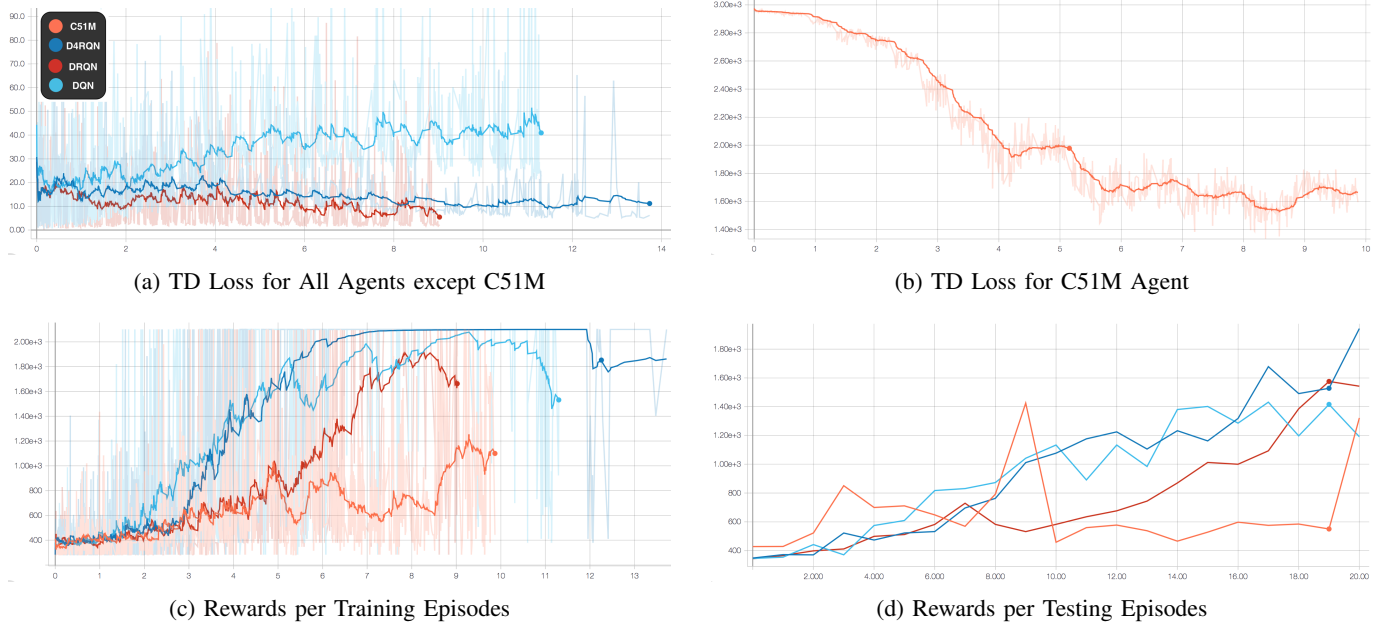 90.0
80.0
70.0
60.0
50.0
40.0
30.0
20.0
10.0
0.00
C51M
D4RQN
DRQN
DQN
0 2 4 6 8 10 12 14
(a) TD Loss for All Agents except C51M
3.00e+3
2.80e+3
2.60e+3
2.40e+3
2.20e+3
2.00e+3
1.80e+3
1.60e+3
1.40e+3
0 1 2 3 4 5 6 7 8 9 10
(b) TD Loss for C51M Agent
2.00e+3
1.80e+3
1.60e+3
1.40e+3
1.20e+3
1.00e+3
800
600
400
0 1 2 3 4 5 6 7 8 9 10 11 12 13
(c) Rewards per Training Episodes
1.80e+3
1.60e+3
1.40e+3
1.20e+3
1.00e+3
800
600
400
2.000 4.000 6.000 8.000 10.00 12.00 14.00 16.00 18.00 20.00
(d) Rewards per Testing Episodes